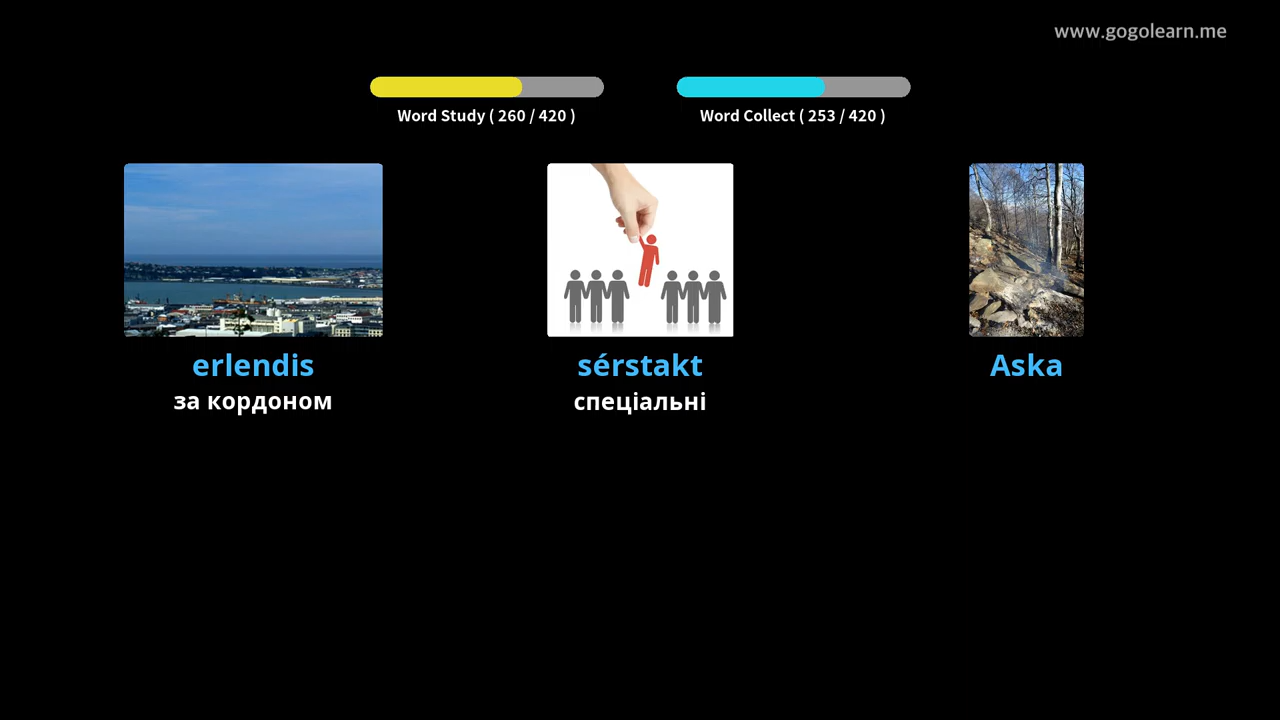 www.gogolearn.me
Word Study ( 260 / 420 )
Word Collect ( 253 / 420 )
erlendis
за кордоном
sérstakt
спеціальні
Aska